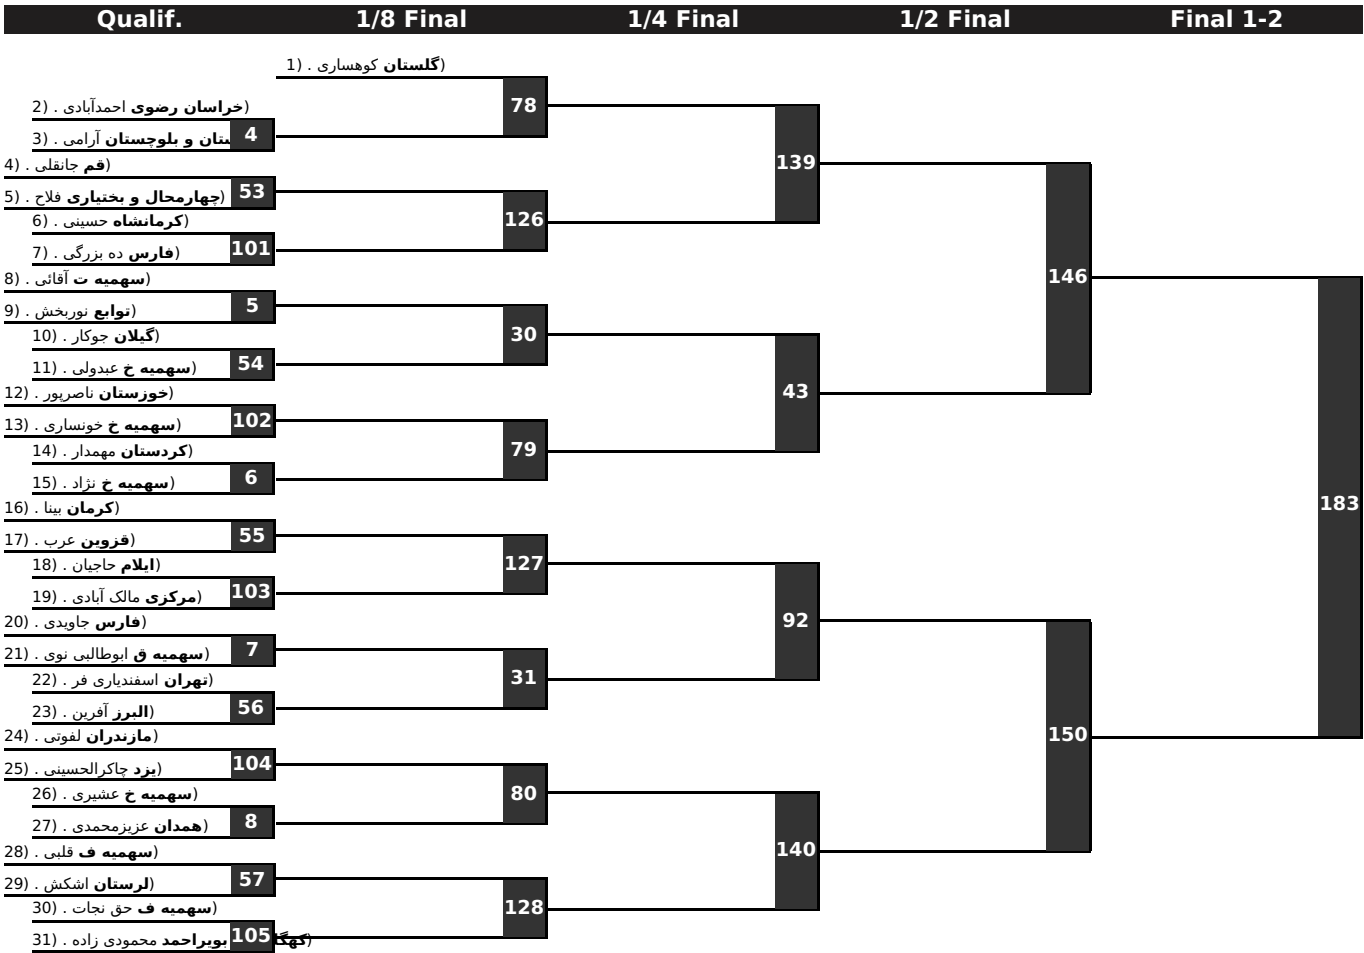 Qualif. 1/8 Final 1/4 Final 1/2 Final Final 1-2
1) . گلستان کوهساری)
78
2) . خراسان رضوی احمدآبادی)
4
3) . ستان و بلوچستان آرامی
139
4) . قم جانقلی)
53
5) . چهارمحال و بختیاری فلاح)
126
6) . کرمانشاه حسینی)
101
7) . فارس ده بزرگی)
146
8) . سهمیه ت آقائی)
5
9) . توابع نوربخش)
30
10) . گیلان جوکار)
54
11) . سهمیه خ عبدولی)
43
12) . خوزستان ناصرپور)
102
13) . سهمیه خ خونساری)
79
14) . کردستان مهمدار)
6
15) . سهمیه خ نژاد)
183
16) . کرمان بینا)
55
17) . قزوین عرب)
127
18) . ایلام حاجیان)
103
19) . مرکزی مالک آبادی)
92
20) . فارس جاویدی)
7
21) . سهمیه ق ابوطالبی نوی)
31
22) . تهران اسفندیاری فر)
56
23) . البرز آفرین)
150
24) . مازندران لفوتی)
104
25) . یزد چاکرالحسینی)
80
26) . سهمیه خ عشیری)
8
27) . همدان عزیزمحمدی)
140
28) . سهمیه ف قلبی)
57
29) . لرستان اشکش)
128
30) . سهمیه ف حق نجات)
105
31) . بویراحمد محمودی زاده)